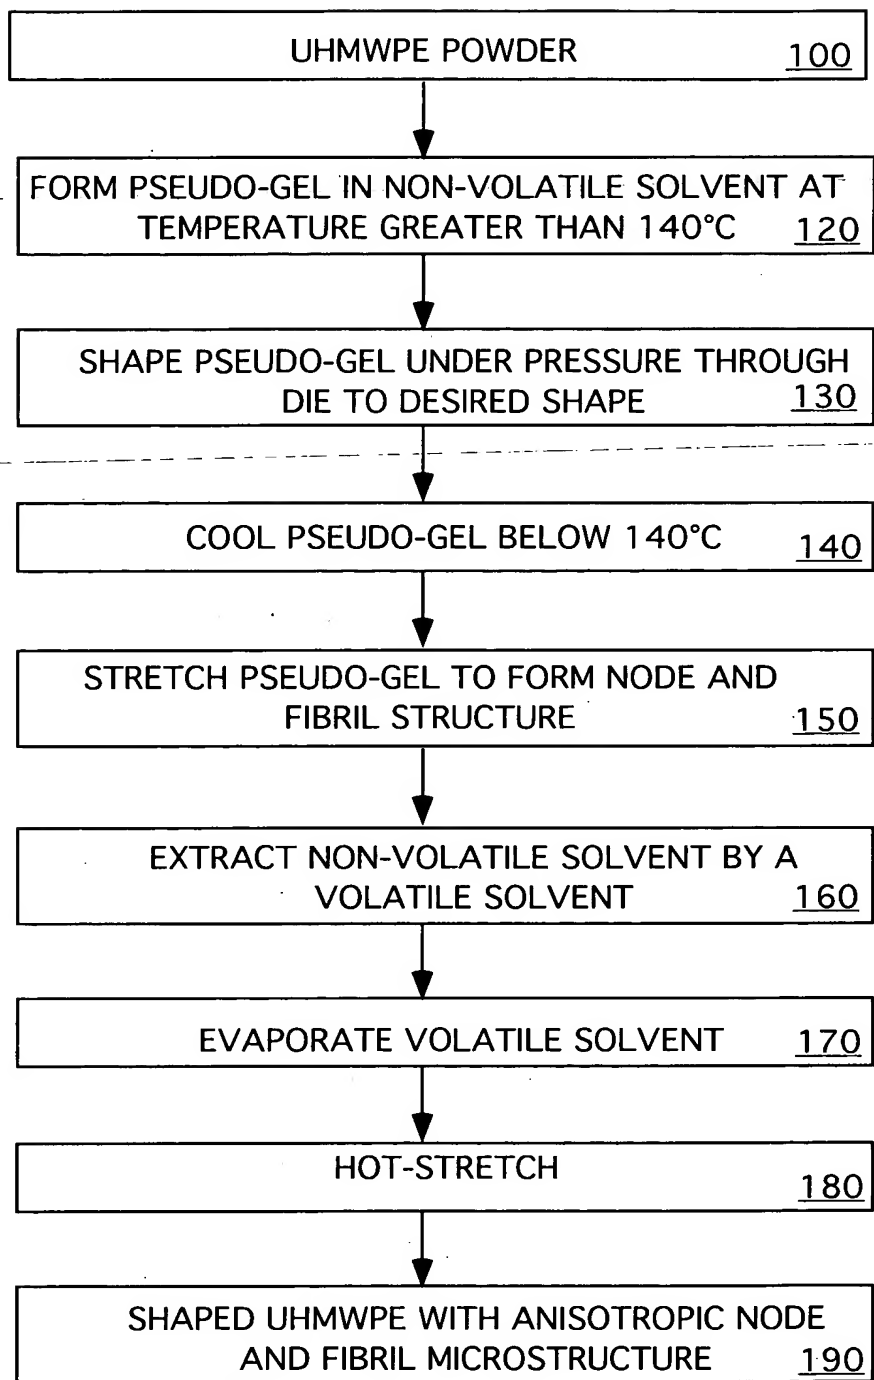 UHMWPE POWDER 100
FORM PSEUDO-GEL IN NON-VOLATILE SOLVENT AT
TEMPERATURE GREATER THAN 140°C 120
SHAPE PSEUDO-GEL UNDER PRESSURE THROUGH
DIE TO DESIRED SHAPE 130
COOL PSEUDO-GEL BELOW 140°C 140
STRETCH PSEUDO-GEL TO FORM NODE AND
FIBRIL STRUCTURE 150
EXTRACT NON-VOLATILE SOLVENT BY A
VOLATILE SOLVENT 160
EVAPORATE VOLATILE SOLVENT 170
HOT-STRETCH 180
SHAPED UHMWPE WITH ANISOTROPIC NODE
AND FIBRIL MICROSTRUCTURE 190